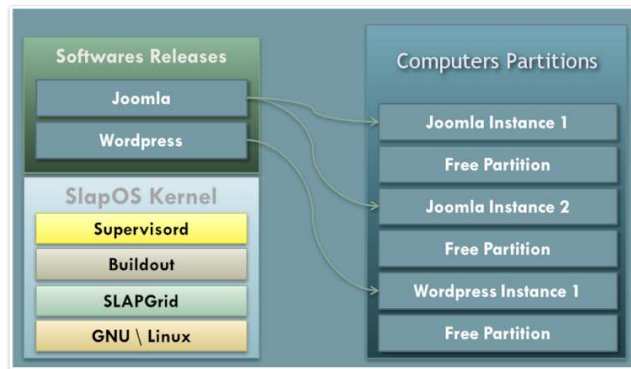 Softwares Releases
Joomla
Wordpress
SlapOS Kernel
Supervisord
Buildout
SLAPGrid
GNU \ Linux
Computers Partitions
Joomla Instance 1
Free Partition
Joomla Instance 2
Free Partition
Wordpress Instance 1
Free Partition